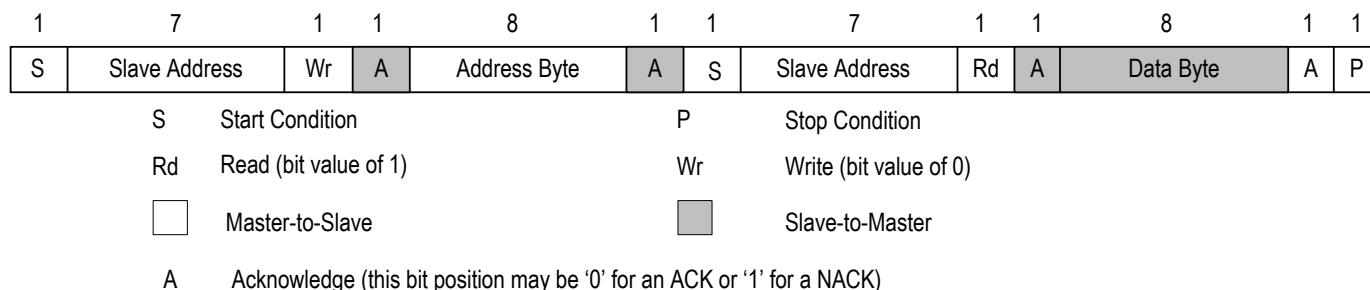 1 7 1 1 8 1 1 7 1 1 8 1 1
S Slave Address Wr A Address Byte A S Slave Address Rd A Data Byte A P
S Start Condition P Stop Condition
Rd Read (bit value of 1) Wr Write (bit value of 0)
Master-to-Slave Slave-to-Master
A Acknowledge (this bit position may be ‘0’ for an ACK or ‘1’ for a NACK)